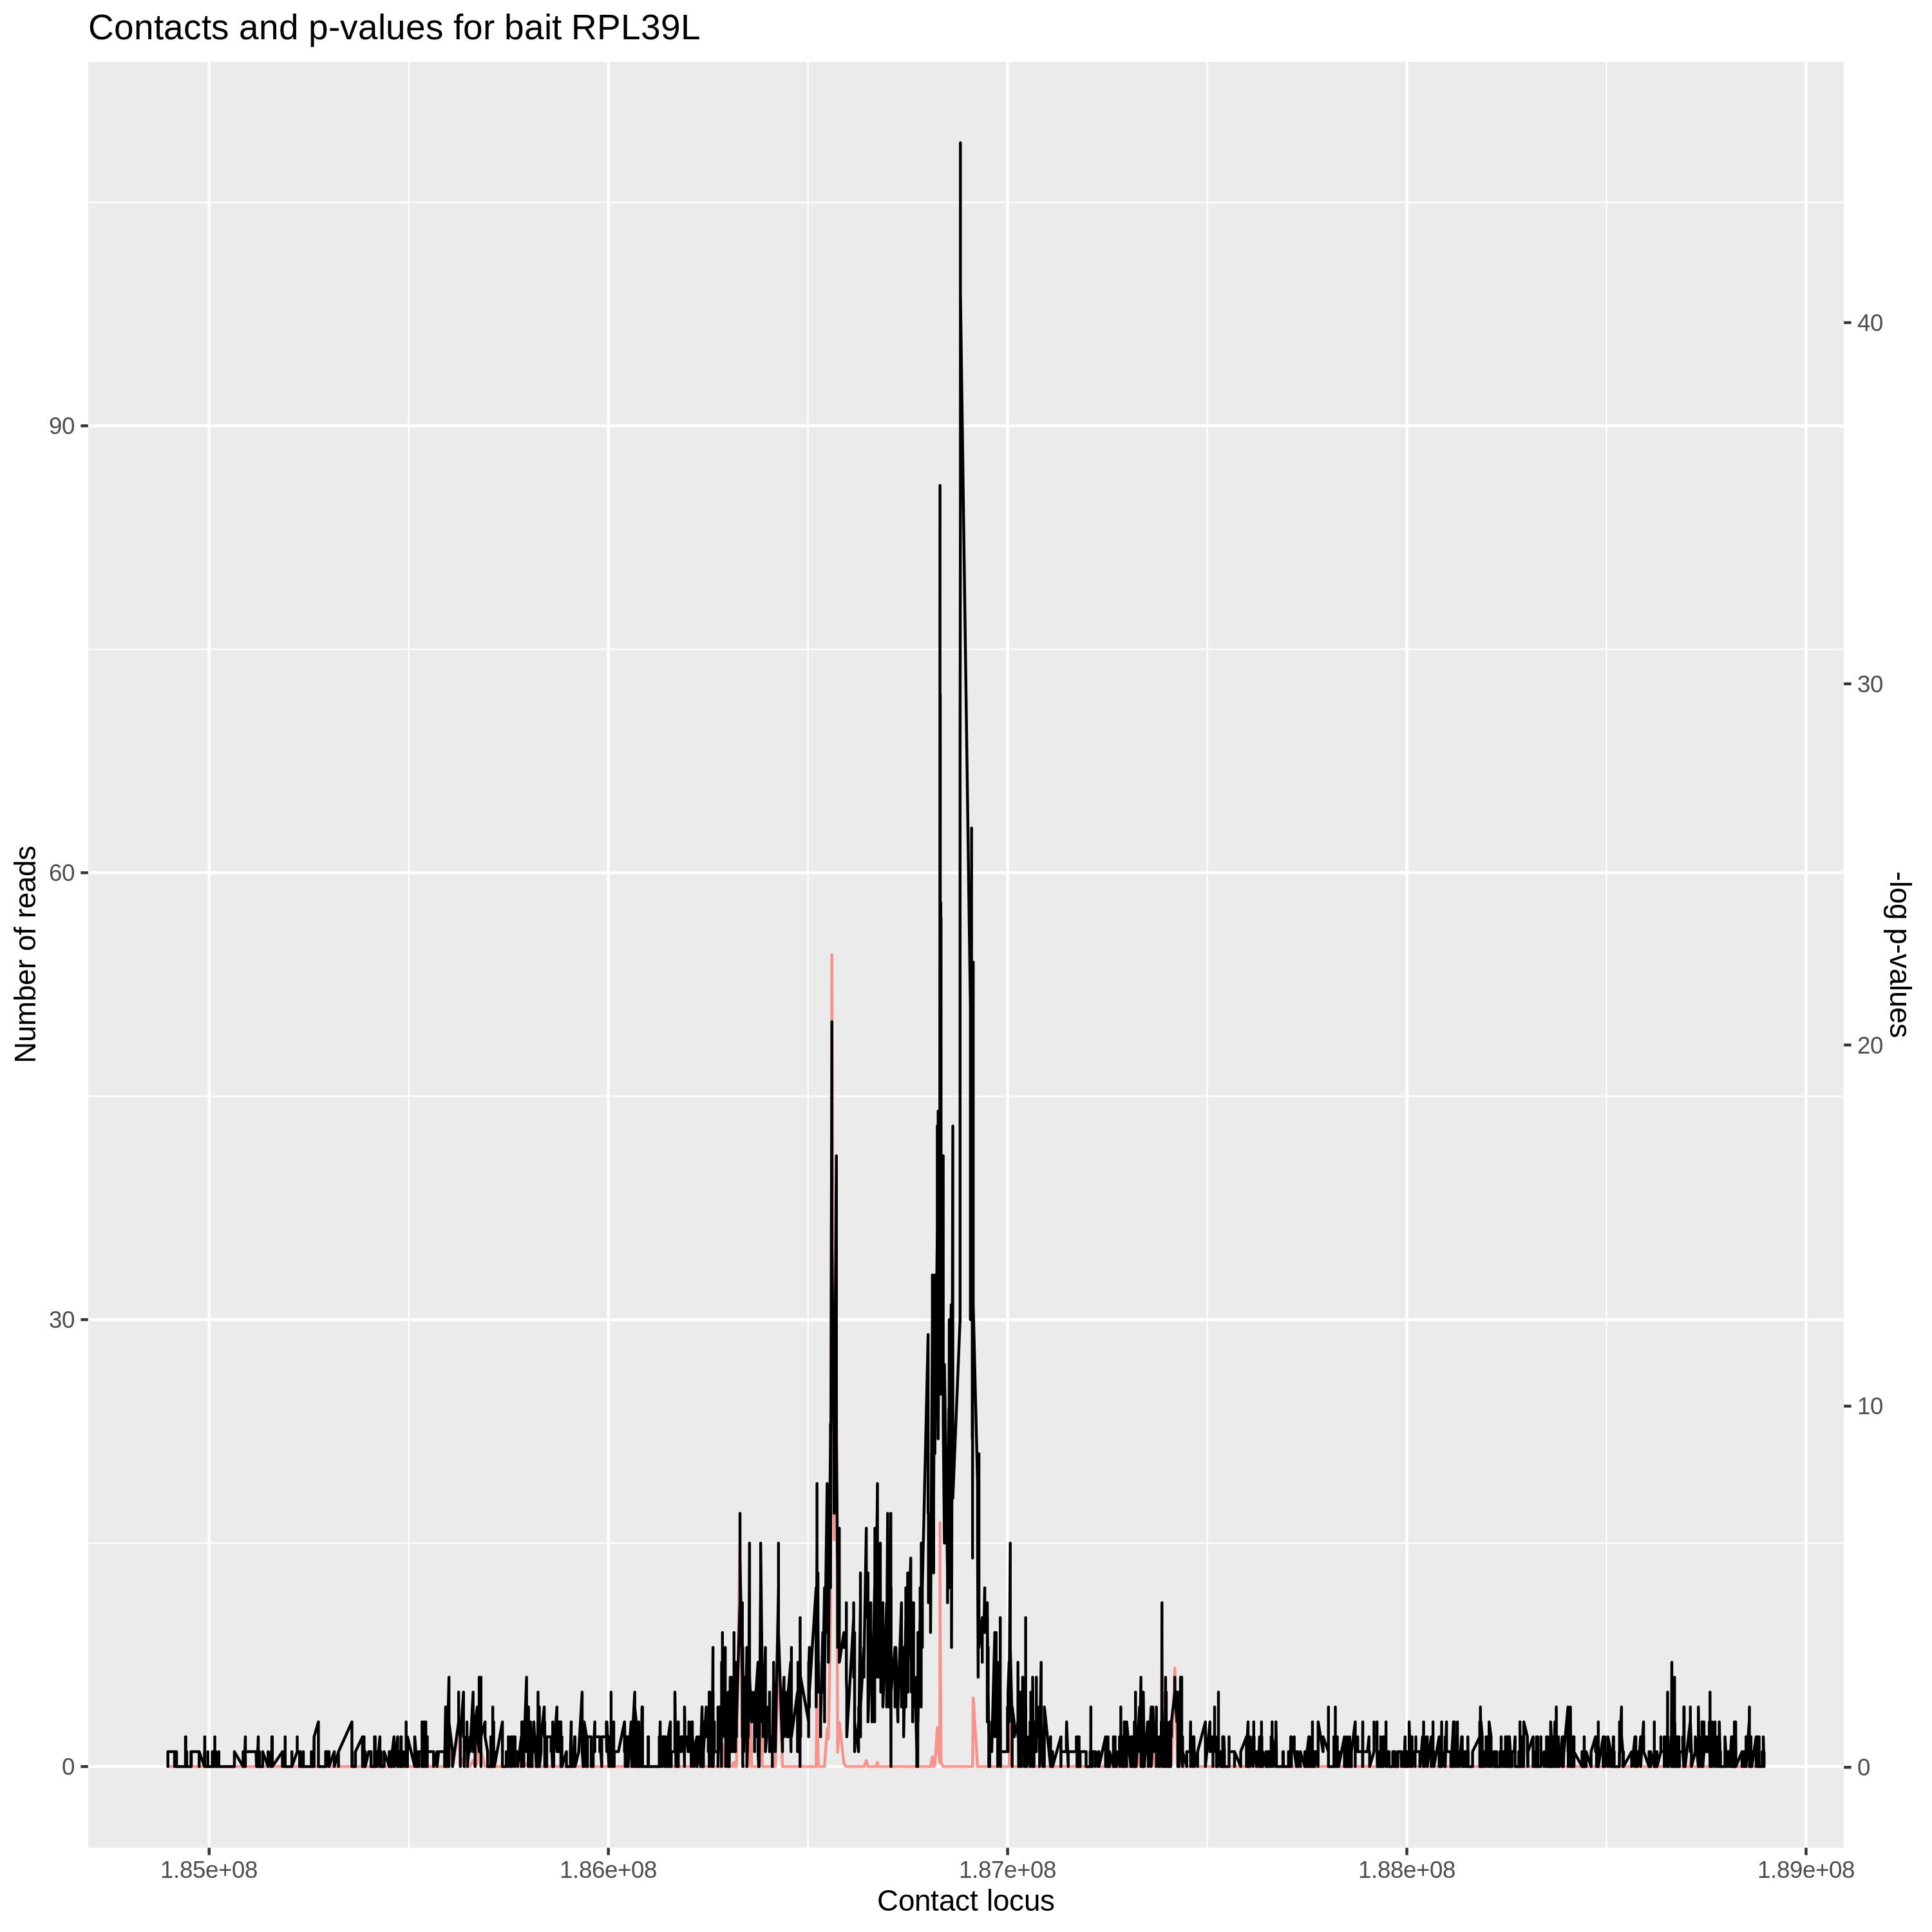 Contacts and p-values for bait RPL39L
Number of reads
90
60
30
0
40
30
20
10
0
-log p-values
1.85e+08 1.86e+08 1.87e+08 1.88e+08 1.89e+08
Contact locus